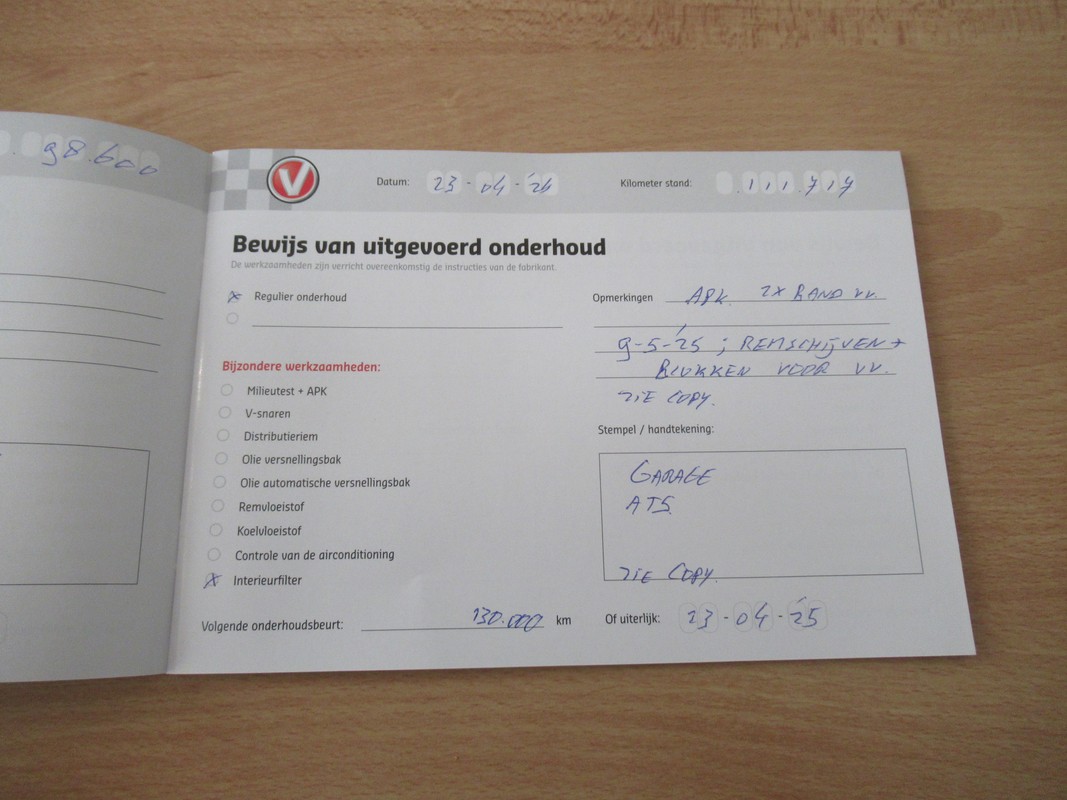 98.600
V
Datum: 23 - 04 - '24
Kilometer stand: .111.717
Bewijs van uitgevoerd onderhoud
De werkzaamheden zijn verricht overeenkomstig de instructies van de fabrikant.
x Regulier onderhoud
Opmerkingen APK. 2X BAND VV.
9-5-'25 ; REMSCHIJVEN +
BLOKKEN VOOR VV.
ZIE COPY.
Bijzondere werkzaamheden:
Milieutest + APK
V-snaren
Distributieriem
Olie versnellingsbak
Olie automatische versnellingsbak
Remvloeistof
Koelvloeistof
Controle van de airconditioning
x Interieurfilter
Stempel / handtekening:
GARAGE
ATS.
ZIE COPY.
Volgende onderhoudsbeurt: 130.000 km
Of uiterlijk: 23 - 04 - '25